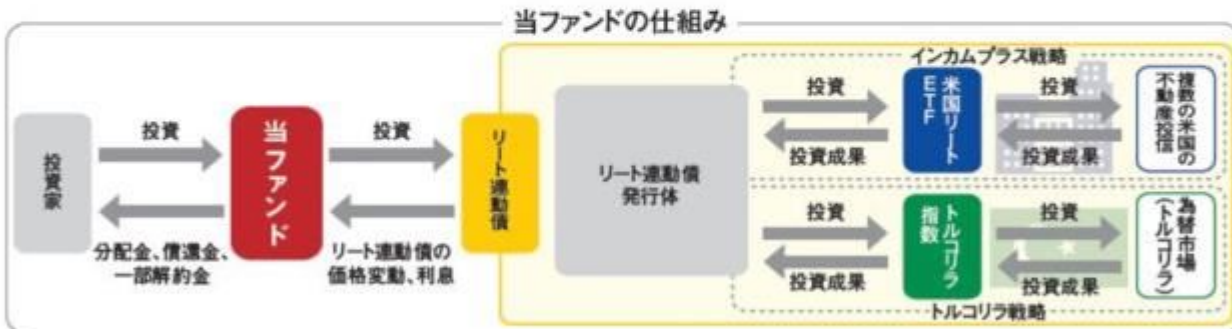 当ファンドの仕組み
インカムプラス戦略
投資家
投資
分配金、償還金、
一部解約金
当ファンド
投資
リート連動債の
価格変動、利息
リート連動債
リート連動債
発行体
投資
投資成果
米国リート
ETF
投資
投資成果
複数の米国の
不動産投信
投資
投資成果
トルコリラ
指数
投資
投資成果
為替市場
(トルコリラ)
トルコリラ戦略